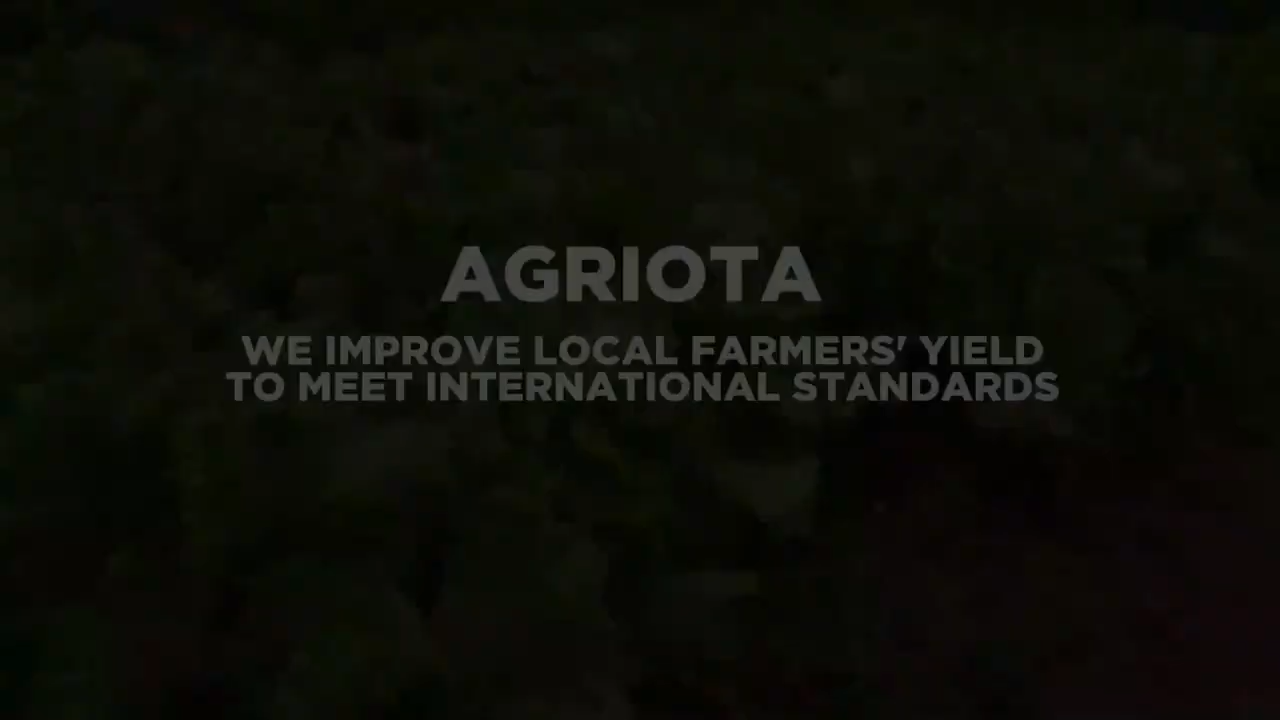 AGRIOTA
WE IMPROVE LOCAL FARMERS' YIELD
TO MEET INTERNATIONAL STANDARDS